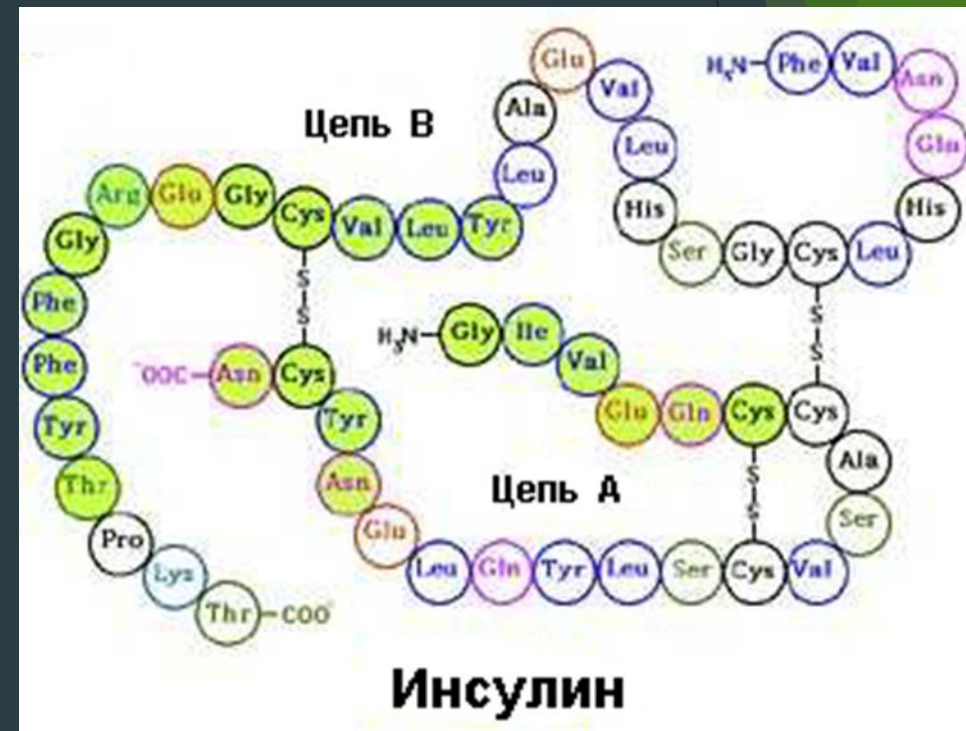 Цепь B
H₃N–Phe Val Asn Gln His Leu Cys Gly Ser His Leu Val Glu Ala Leu Tyr Leu Val Cys Gly Glu Arg Gly Phe Phe Tyr Thr Pro Lys Thr–COO⁻
S
S
S
S
Цепь A
H₃N–Gly Ile Val Glu Gln Cys Cys Ala Ser Val Cys Ser Leu Tyr Gln Leu Glu Asn Tyr Cys Asn–⁻OOC
S
S
Инсулин